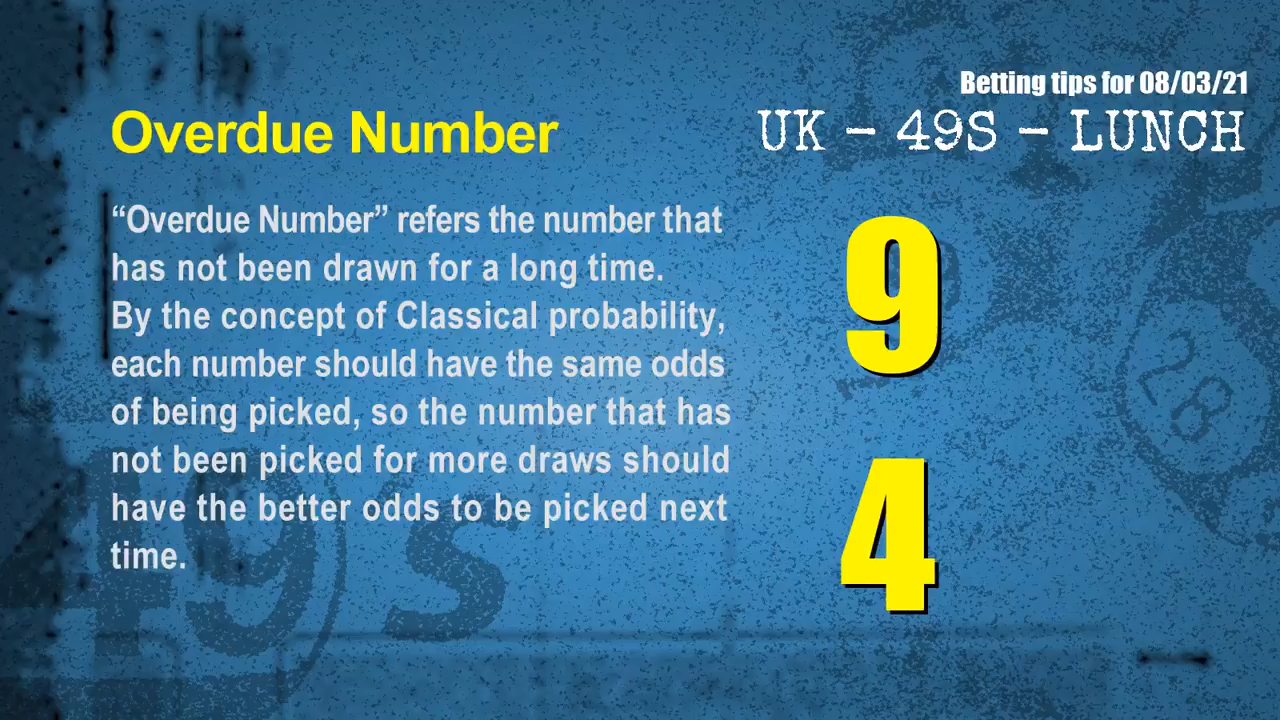 Betting tips for 08/03/21
UK - 49S - LUNCH
Overdue Number
“Overdue Number” refers the number that
has not been drawn for a long time.
By the concept of Classical probability,
each number should have the same odds
of being picked, so the number that has
not been picked for more draws should
have the better odds to be picked next
time.
9
4
28
49s